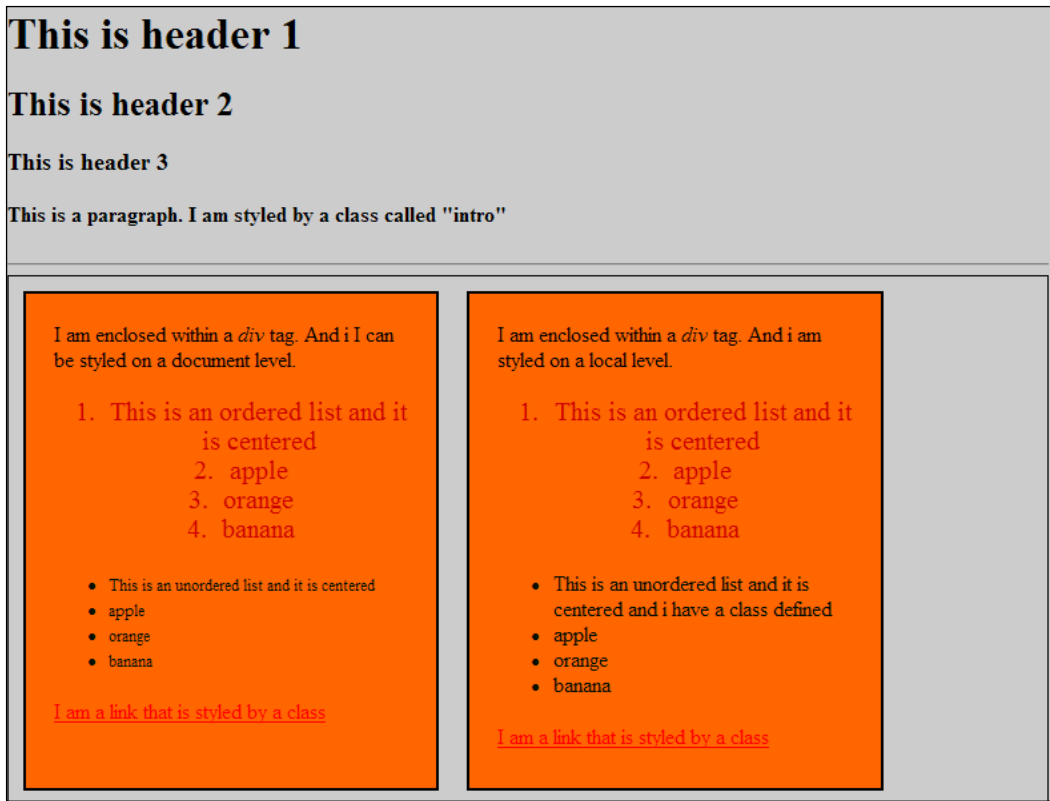 This is header 1
This is header 2
This is header 3
This is a paragraph. I am styled by a class called "intro"
I am enclosed within a div tag. And i I can
be styled on a document level.
1. This is an ordered list and it
is centered
2. apple
3. orange
4. banana
• This is an unordered list and it is centered
• apple
• orange
• banana
I am a link that is styled by a class
I am enclosed within a div tag. And i am
styled on a local level.
1. This is an ordered list and it
is centered
2. apple
3. orange
4. banana
• This is an unordered list and it is
centered and i have a class defined
• apple
• orange
• banana
I am a link that is styled by a class